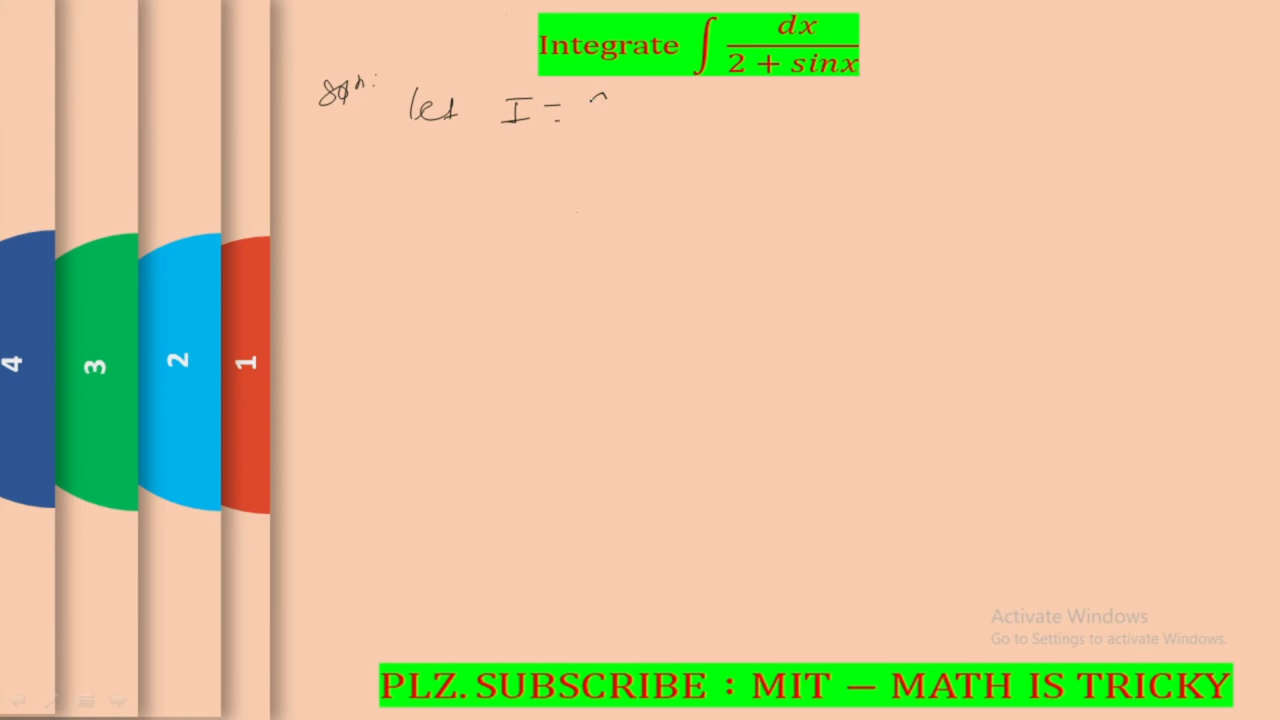 Integrate ∫ dx / 2 + sinx
Sol^n:
let I =
4
3
2
1
Activate Windows
Go to Settings to activate Windows.
PLZ. SUBSCRIBE : MIT – MATH IS TRICKY